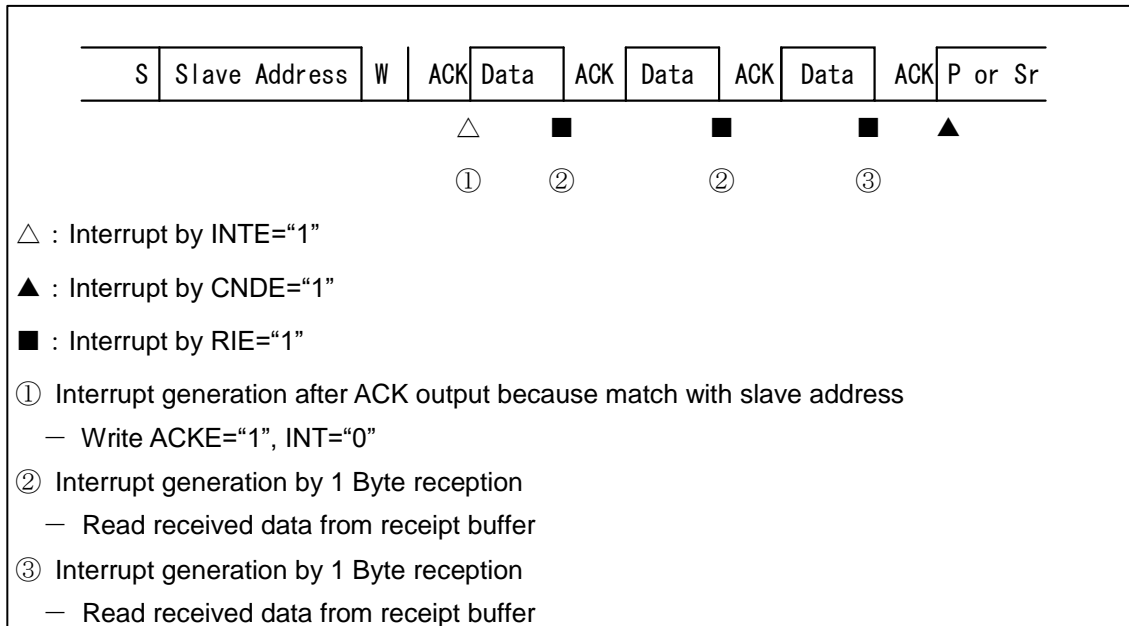 S Slave Address W ACK Data ACK Data ACK Data ACK P or Sr
△ ■ ■ ■ ▲
① ② ② ③
△ : Interrupt by INTE=“1”
▲ : Interrupt by CNDE=“1”
■ : Interrupt by RIE=“1”
① Interrupt generation after ACK output because match with slave address
－ Write ACKE=“1”, INT=“0”
② Interrupt generation by 1 Byte reception
－ Read received data from receipt buffer
③ Interrupt generation by 1 Byte reception
－ Read received data from receipt buffer